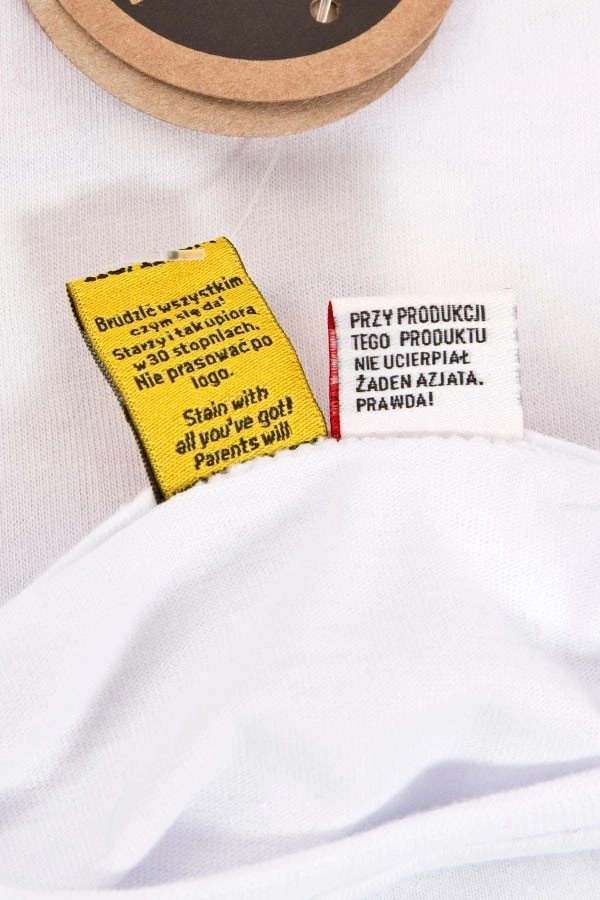 Brudzić wszystkim
czym się da!
Starzy i tak upiorą
w 30 stopniach.
Nie prasować po
logo.
Stain with
all you've got!
Parents will
PRZY PRODUKCJI
TEGO PRODUKTU
NIE UCIERPIAŁ
ŻADEN AZJATA.
PRAWDA!